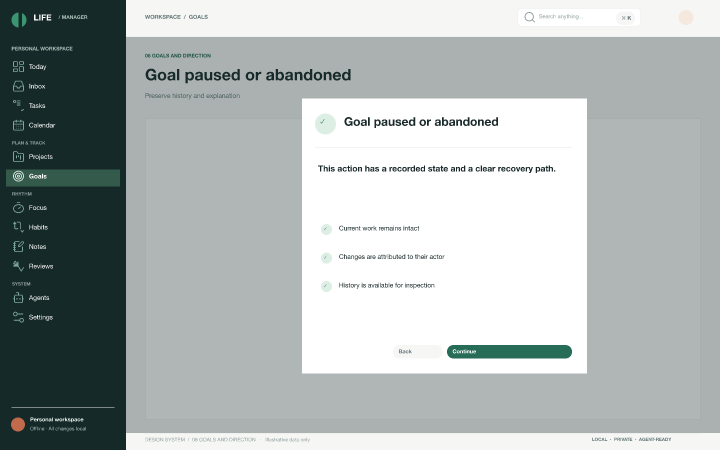 LIFE / MANAGER
PERSONAL WORKSPACE
Today
Inbox
Tasks
Calendar
PLAN & TRACK
Projects
Goals
RHYTHM
Focus
Habits
Notes
Reviews
SYSTEM
Agents
Settings
Personal workspace
Offline · All changes local
WORKSPACE / GOALS
Search anything...
⌘ K
06 GOALS AND DIRECTION
Goal paused or abandoned
Preserve history and explanation
Goal paused or abandoned
This action has a recorded state and a clear recovery path.
Current work remains intact
Changes are attributed to their actor
History is available for inspection
Back
Continue
DESIGN SYSTEM / 06 GOALS AND DIRECTION · Illustrative data only
LOCAL · PRIVATE · AGENT-READY